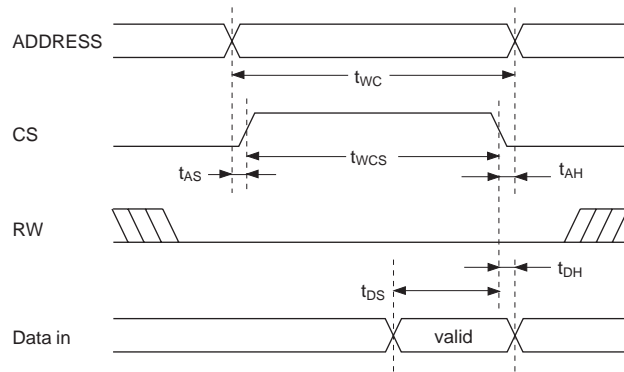 ADDRESS
tWC
CS
tWCS
tAS
tAH
RW
tDH
tDS
Data in
valid